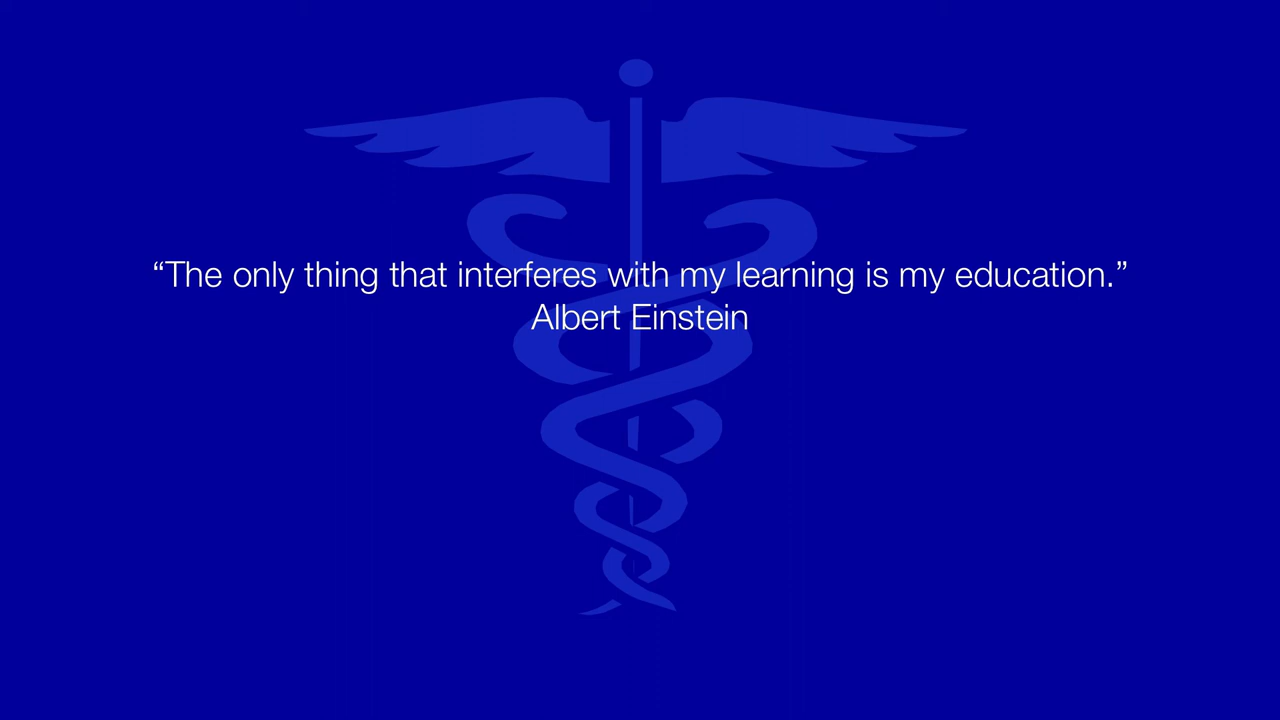 “The only thing that interferes with my learning is my education.”
Albert Einstein